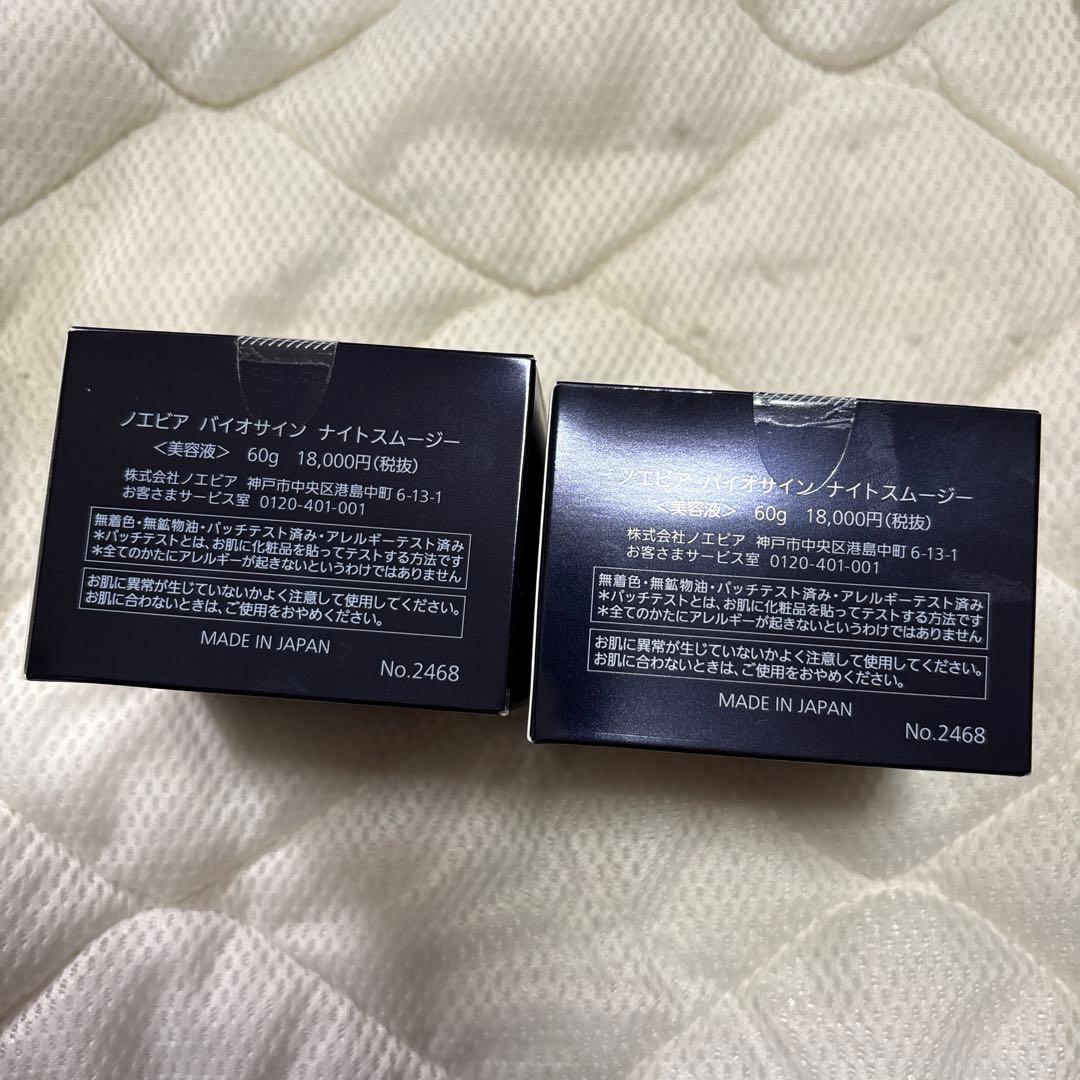 ノエビア バイオサイン ナイトスムージー
＜美容液＞ 60g 18,000円（税抜）
株式会社ノエビア 神戸市中央区港島中町 6-13-1
お客さまサービス室 0120-401-001
無着色・無鉱物油・パッチテスト済み・アレルギーテスト済み
＊パッチテストとは、お肌に化粧品を貼ってテストする方法です
＊全てのかたにアレルギーが起きないというわけではありません
お肌に異常が生じていないかよく注意して使用してください。
お肌に合わないときは、ご使用をおやめください。
MADE IN JAPAN
No.2468
ノエビア バイオサイン ナイトスムージー
＜美容液＞ 60g 18,000円（税抜）
株式会社ノエビア 神戸市中央区港島中町 6-13-1
お客さまサービス室 0120-401-001
無着色・無鉱物油・パッチテスト済み・アレルギーテスト済み
＊パッチテストとは、お肌に化粧品を貼ってテストする方法です
＊全てのかたにアレルギーが起きないというわけではありません
お肌に異常が生じていないかよく注意して使用してください。
お肌に合わないときは、ご使用をおやめください。
MADE IN JAPAN
No.2468